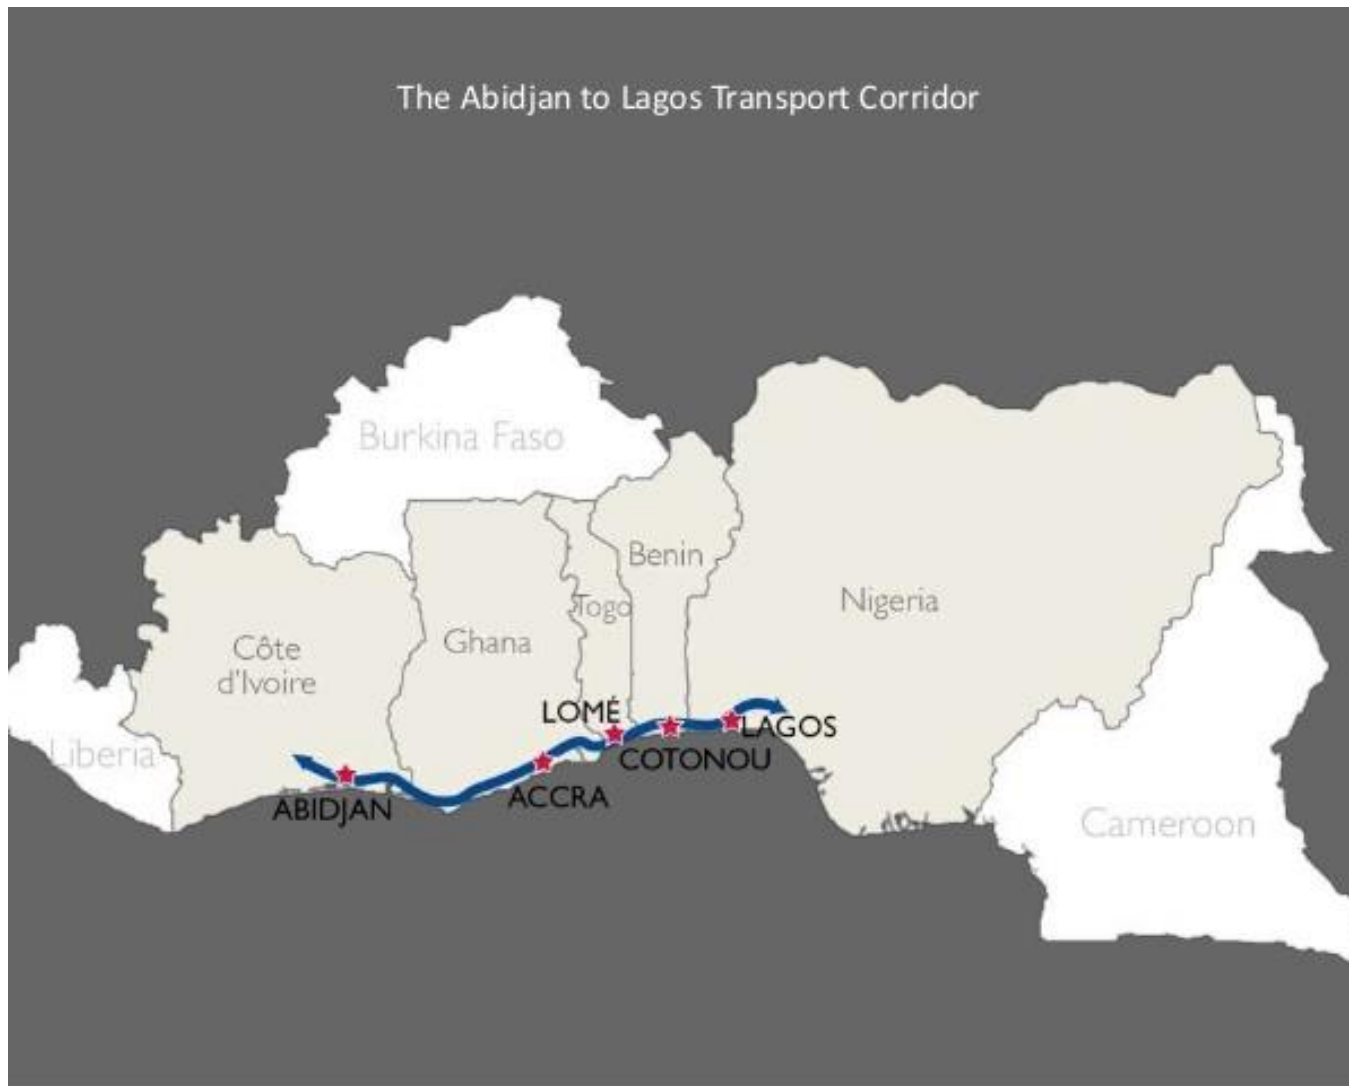 The Abidjan to Lagos Transport Corridor
Burkina Faso
Benin
Togo
Nigeria
Ghana
Côte
d'Ivoire
LOMÉ
LAGOS
Liberia
COTONOU
ABIDJAN
ACCRA
Cameroon